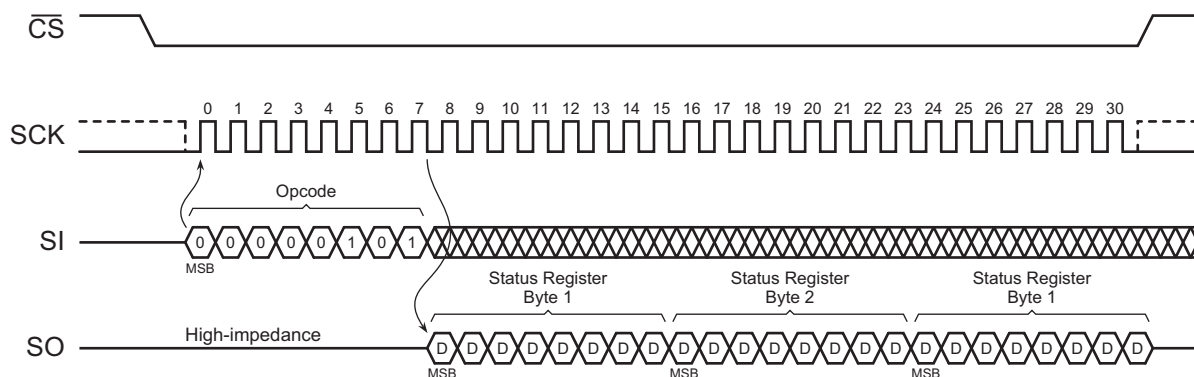 CS
0 1 2 3 4 5 6 7 8 9 10 11 12 13 14 15 16 17 18 19 20 21 22 23 24 25 26 27 28 29 30
SCK
Opcode
SI 0 0 0 0 0 1 0 1
MSB
Status Register
Byte 1
Status Register
Byte 2
Status Register
Byte 1
High-impedance
SO D D D D D D D D D D D D D D D D D D D D D D D D
MSB MSB MSB